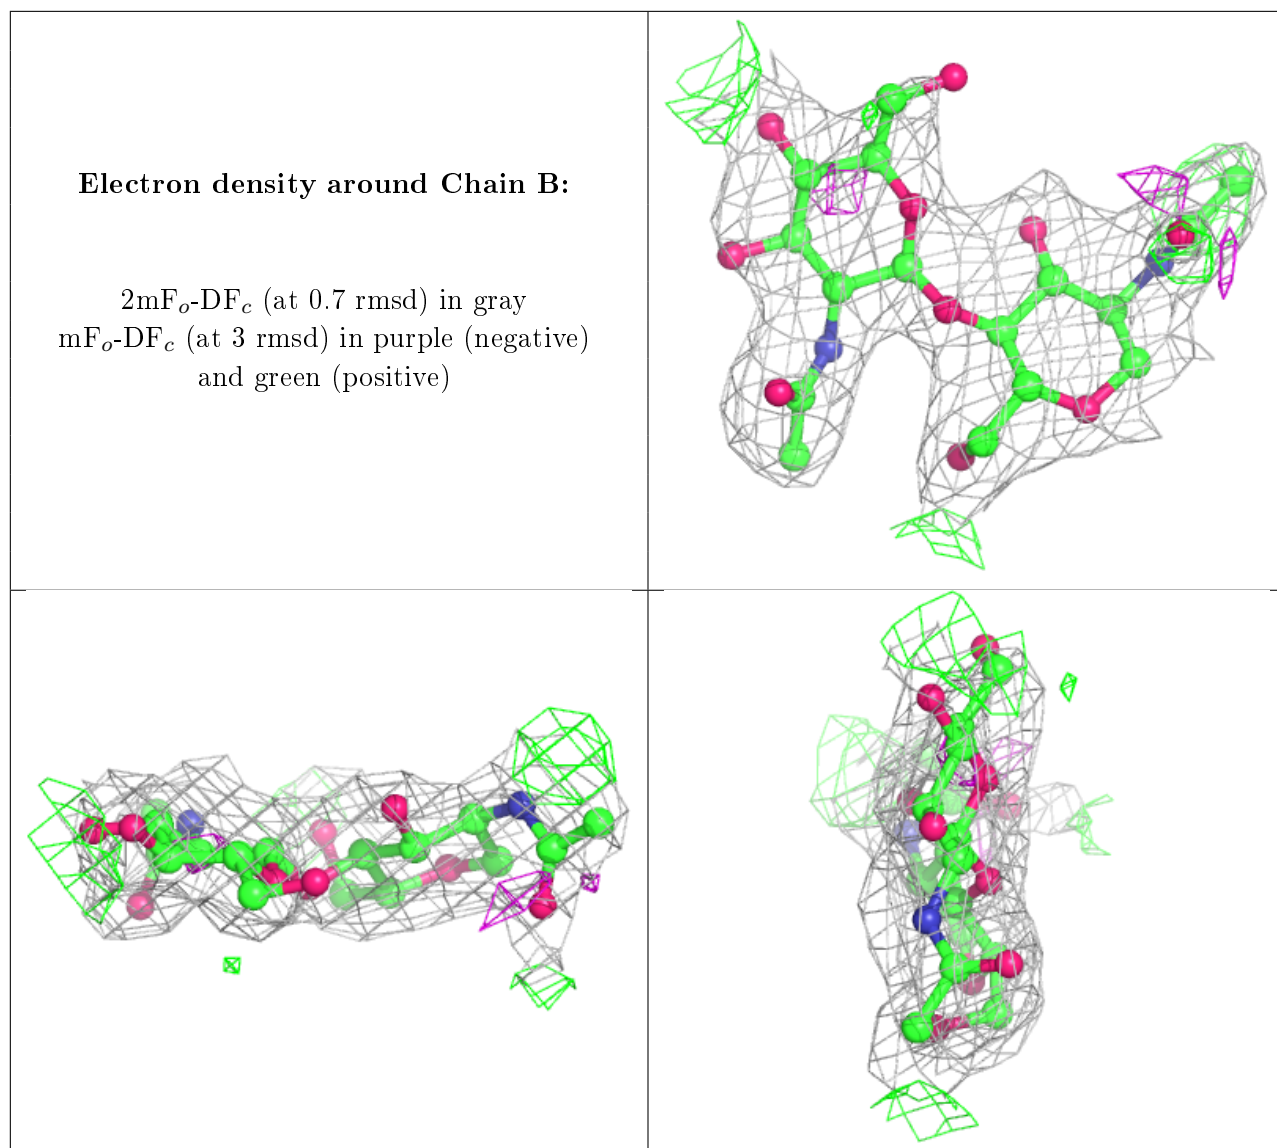 Electron density around Chain B:
2mFₒ-DF𝒸 (at 0.7 rmsd) in gray
mFₒ-DF𝒸 (at 3 rmsd) in purple (negative)
and green (positive)